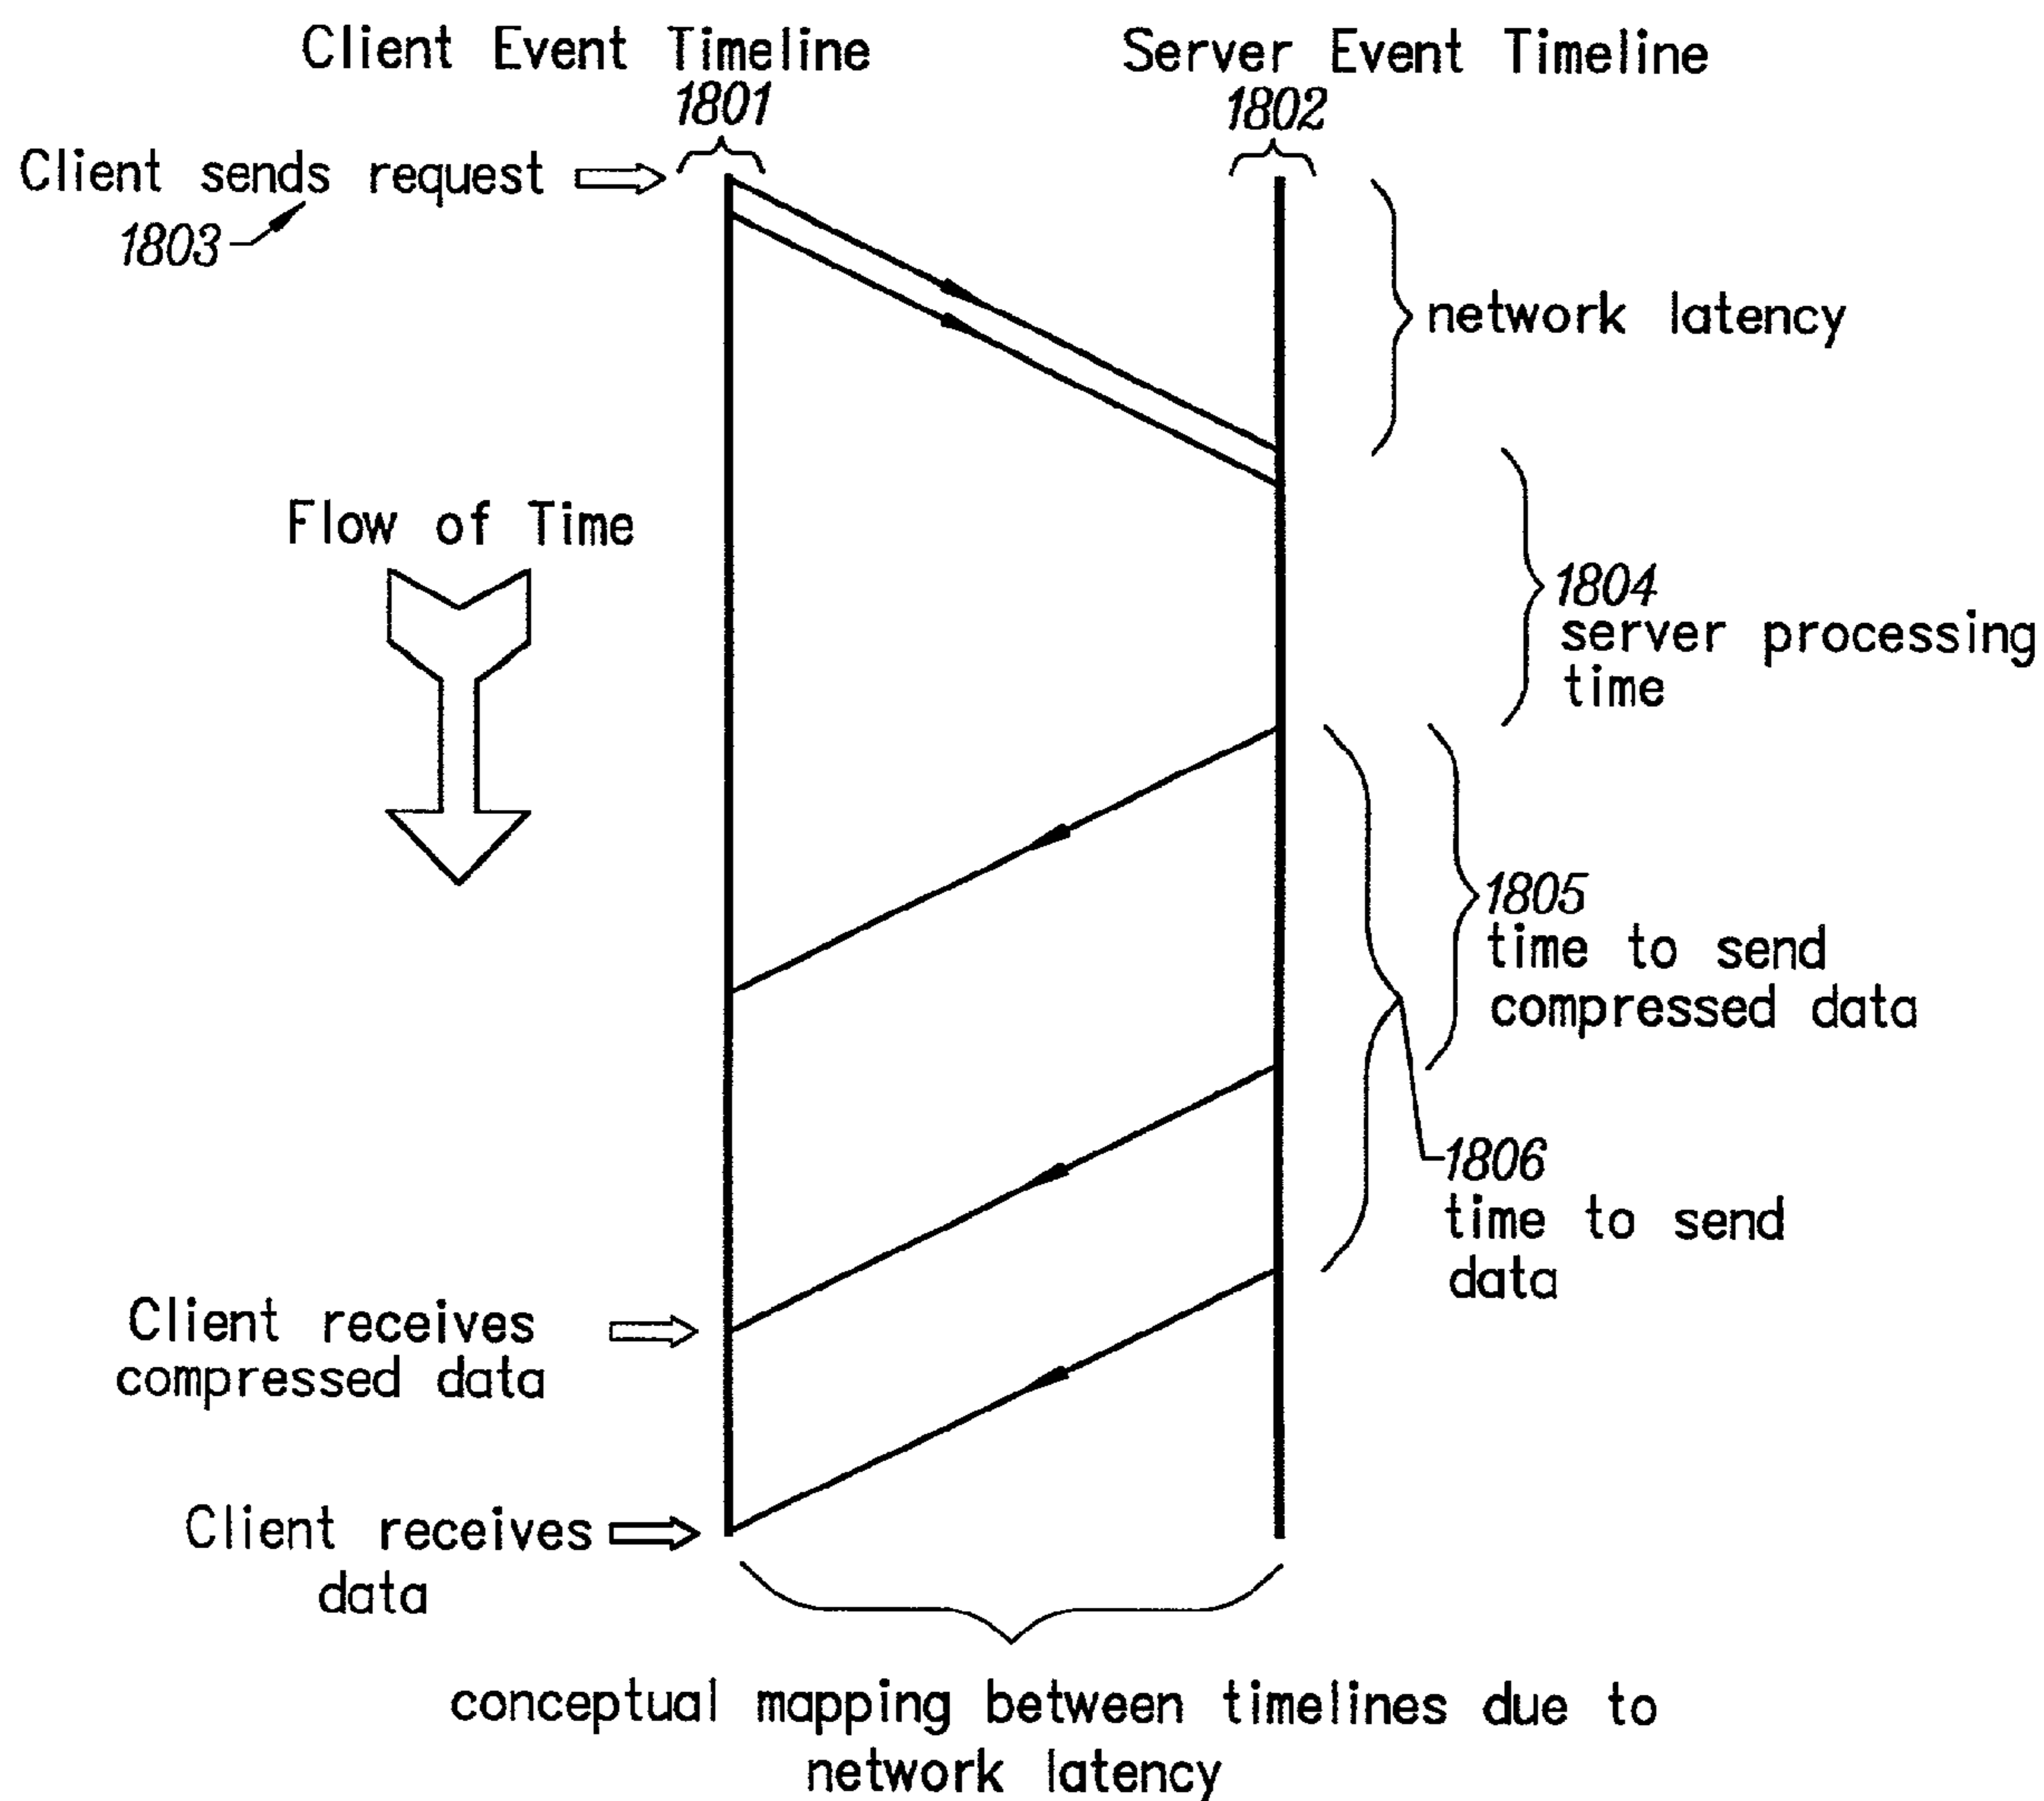 Client Event Timeline
1801
Server Event Timeline
1802
Client sends request
1803
network latency
Flow of Time
1804
server processing
time
1805
time to send
compressed data
1806
time to send
data
Client receives
compressed data
Client receives
data
conceptual mapping between timelines due to
network latency